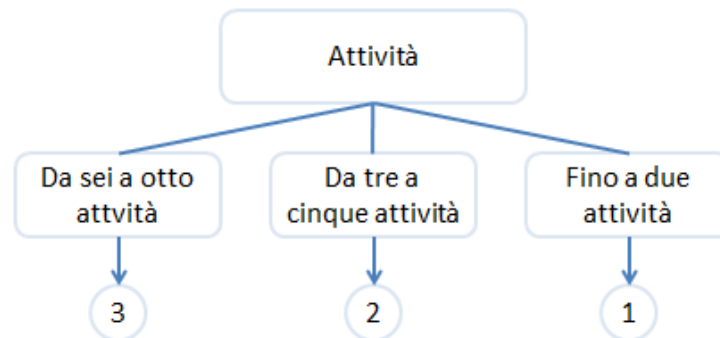 Attività
Da sei a otto
attvità
Da tre a
cinque attività
Fino a due
attività
3
2
1